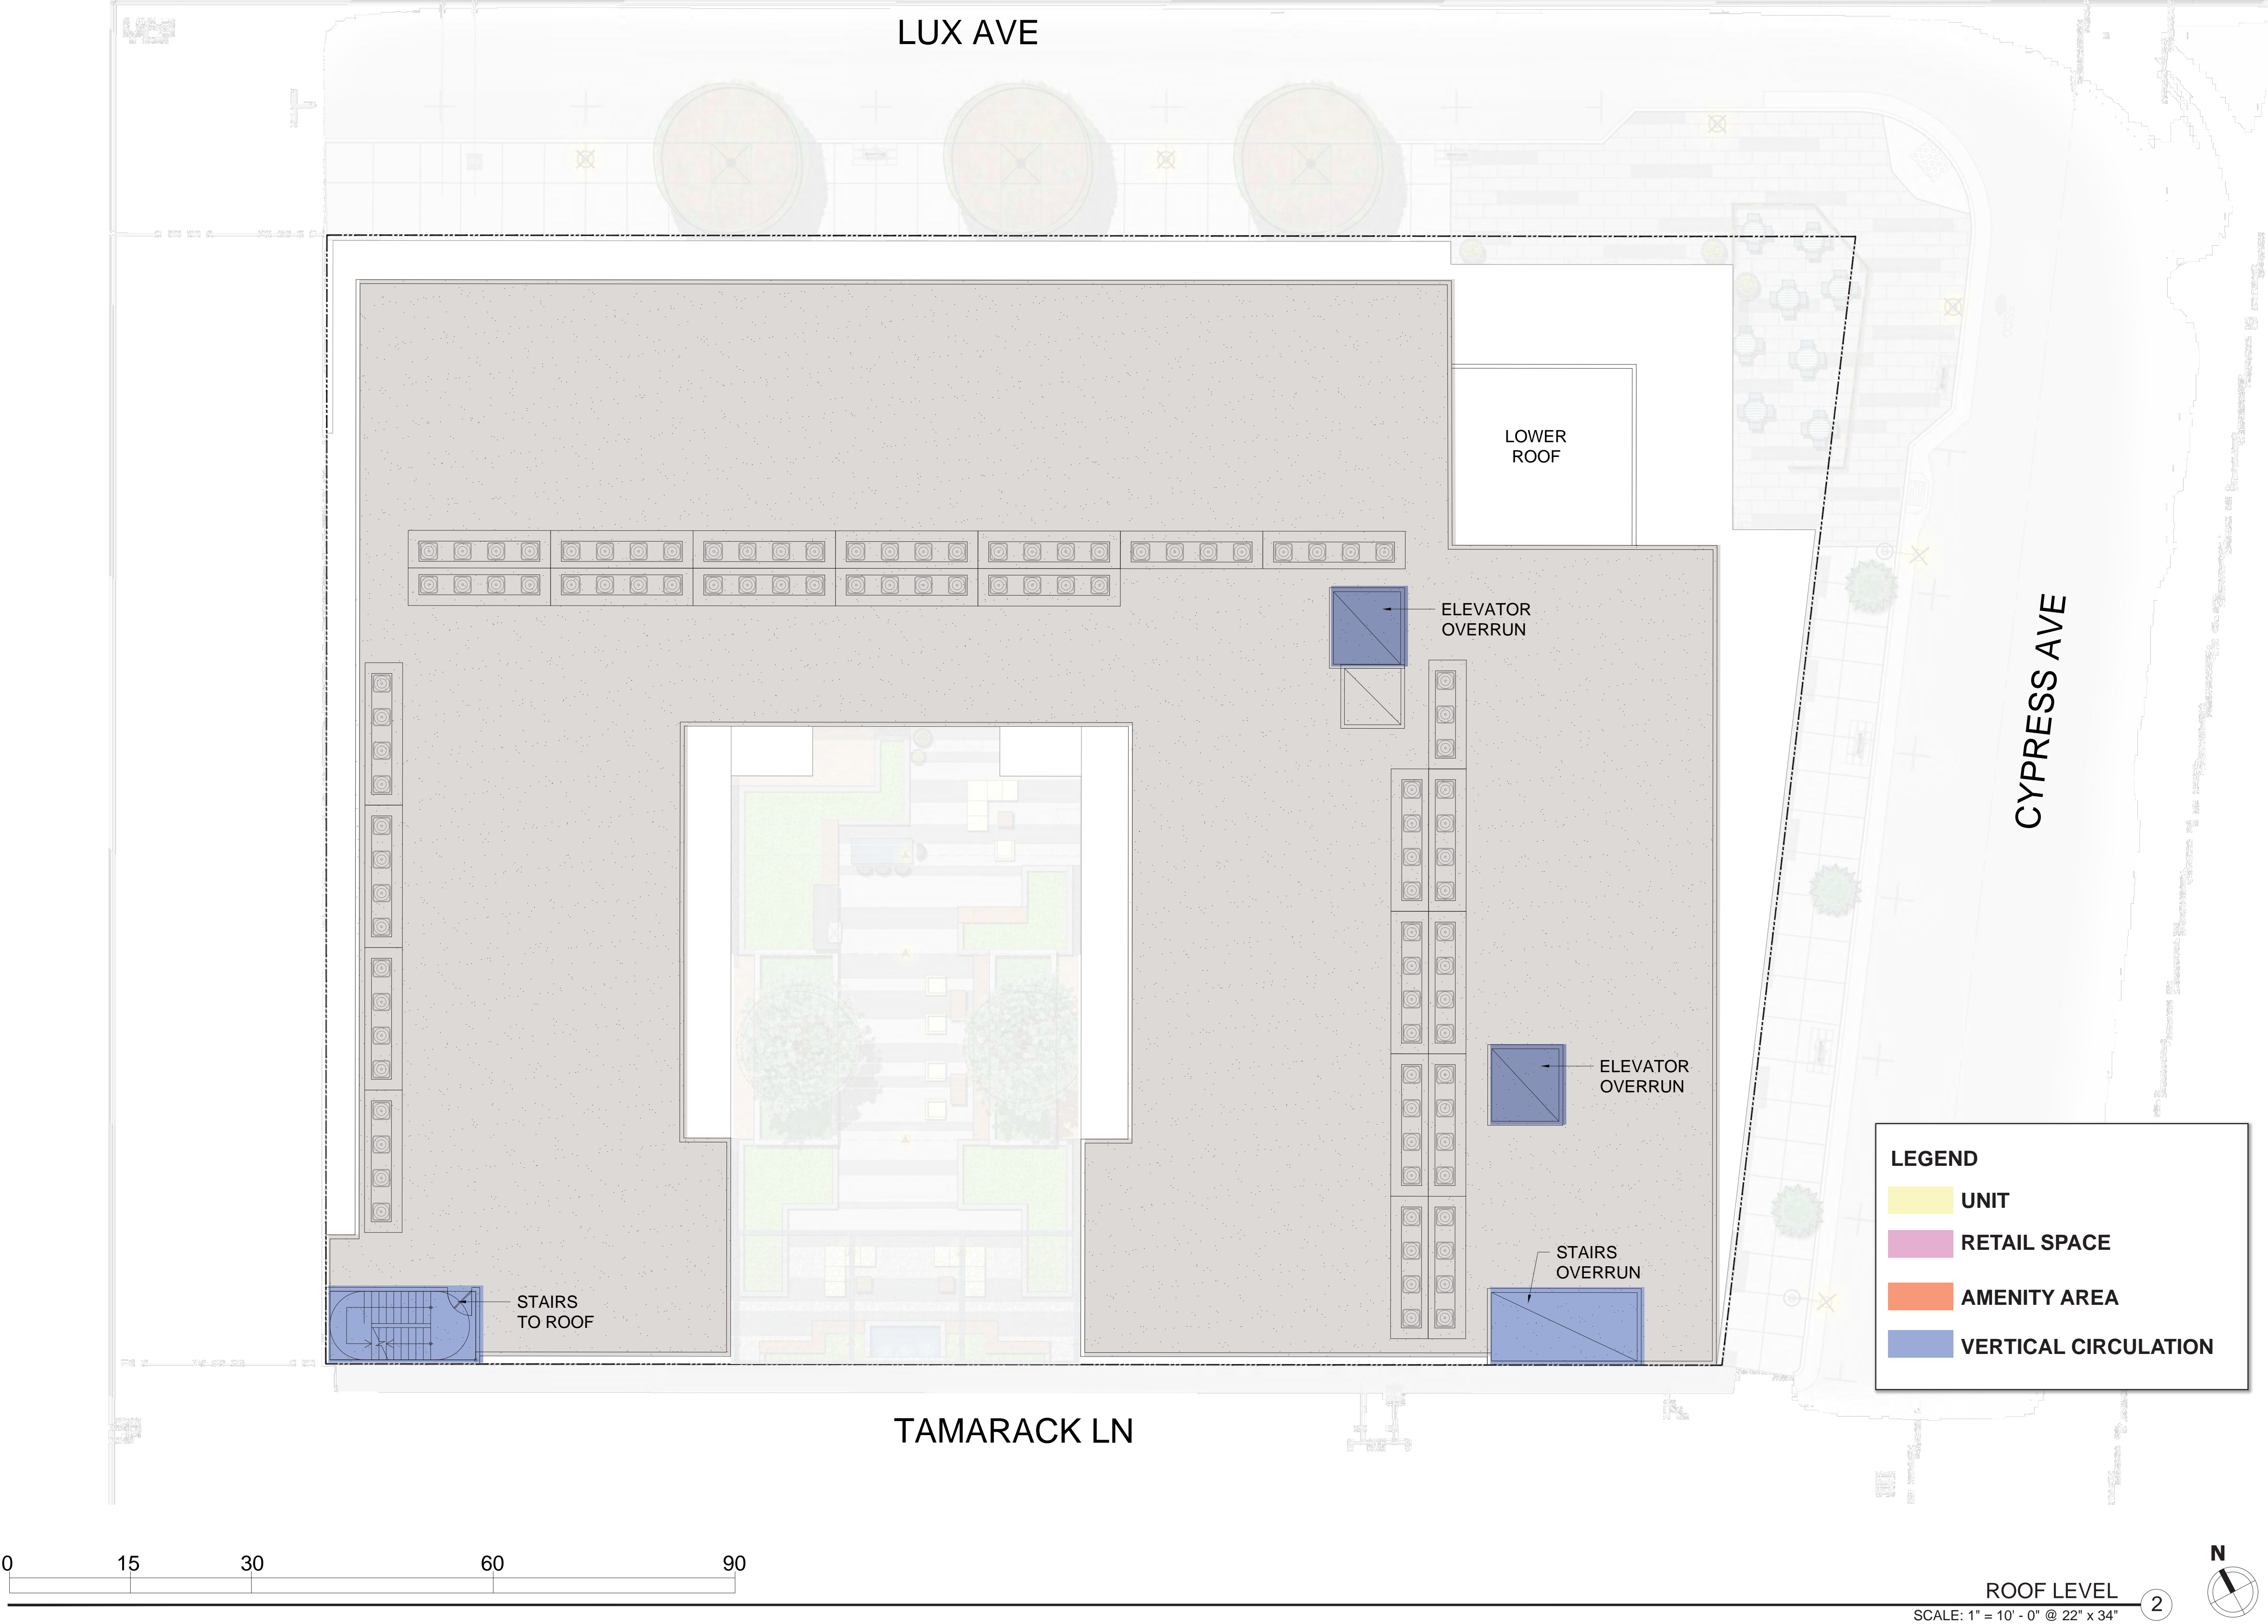 LUX AVE
LOWER
ROOF
ELEVATOR
OVERRUN
CYPRESS AVE
ELEVATOR
OVERRUN
LEGEND
UNIT
RETAIL SPACE
AMENITY AREA
VERTICAL CIRCULATION
STAIRS
OVERRUN
STAIRS
TO ROOF
TAMARACK LN
0 15 30 60 90
N
ROOF LEVEL
2
SCALE: 1" = 10' - 0" @ 22" x 34"